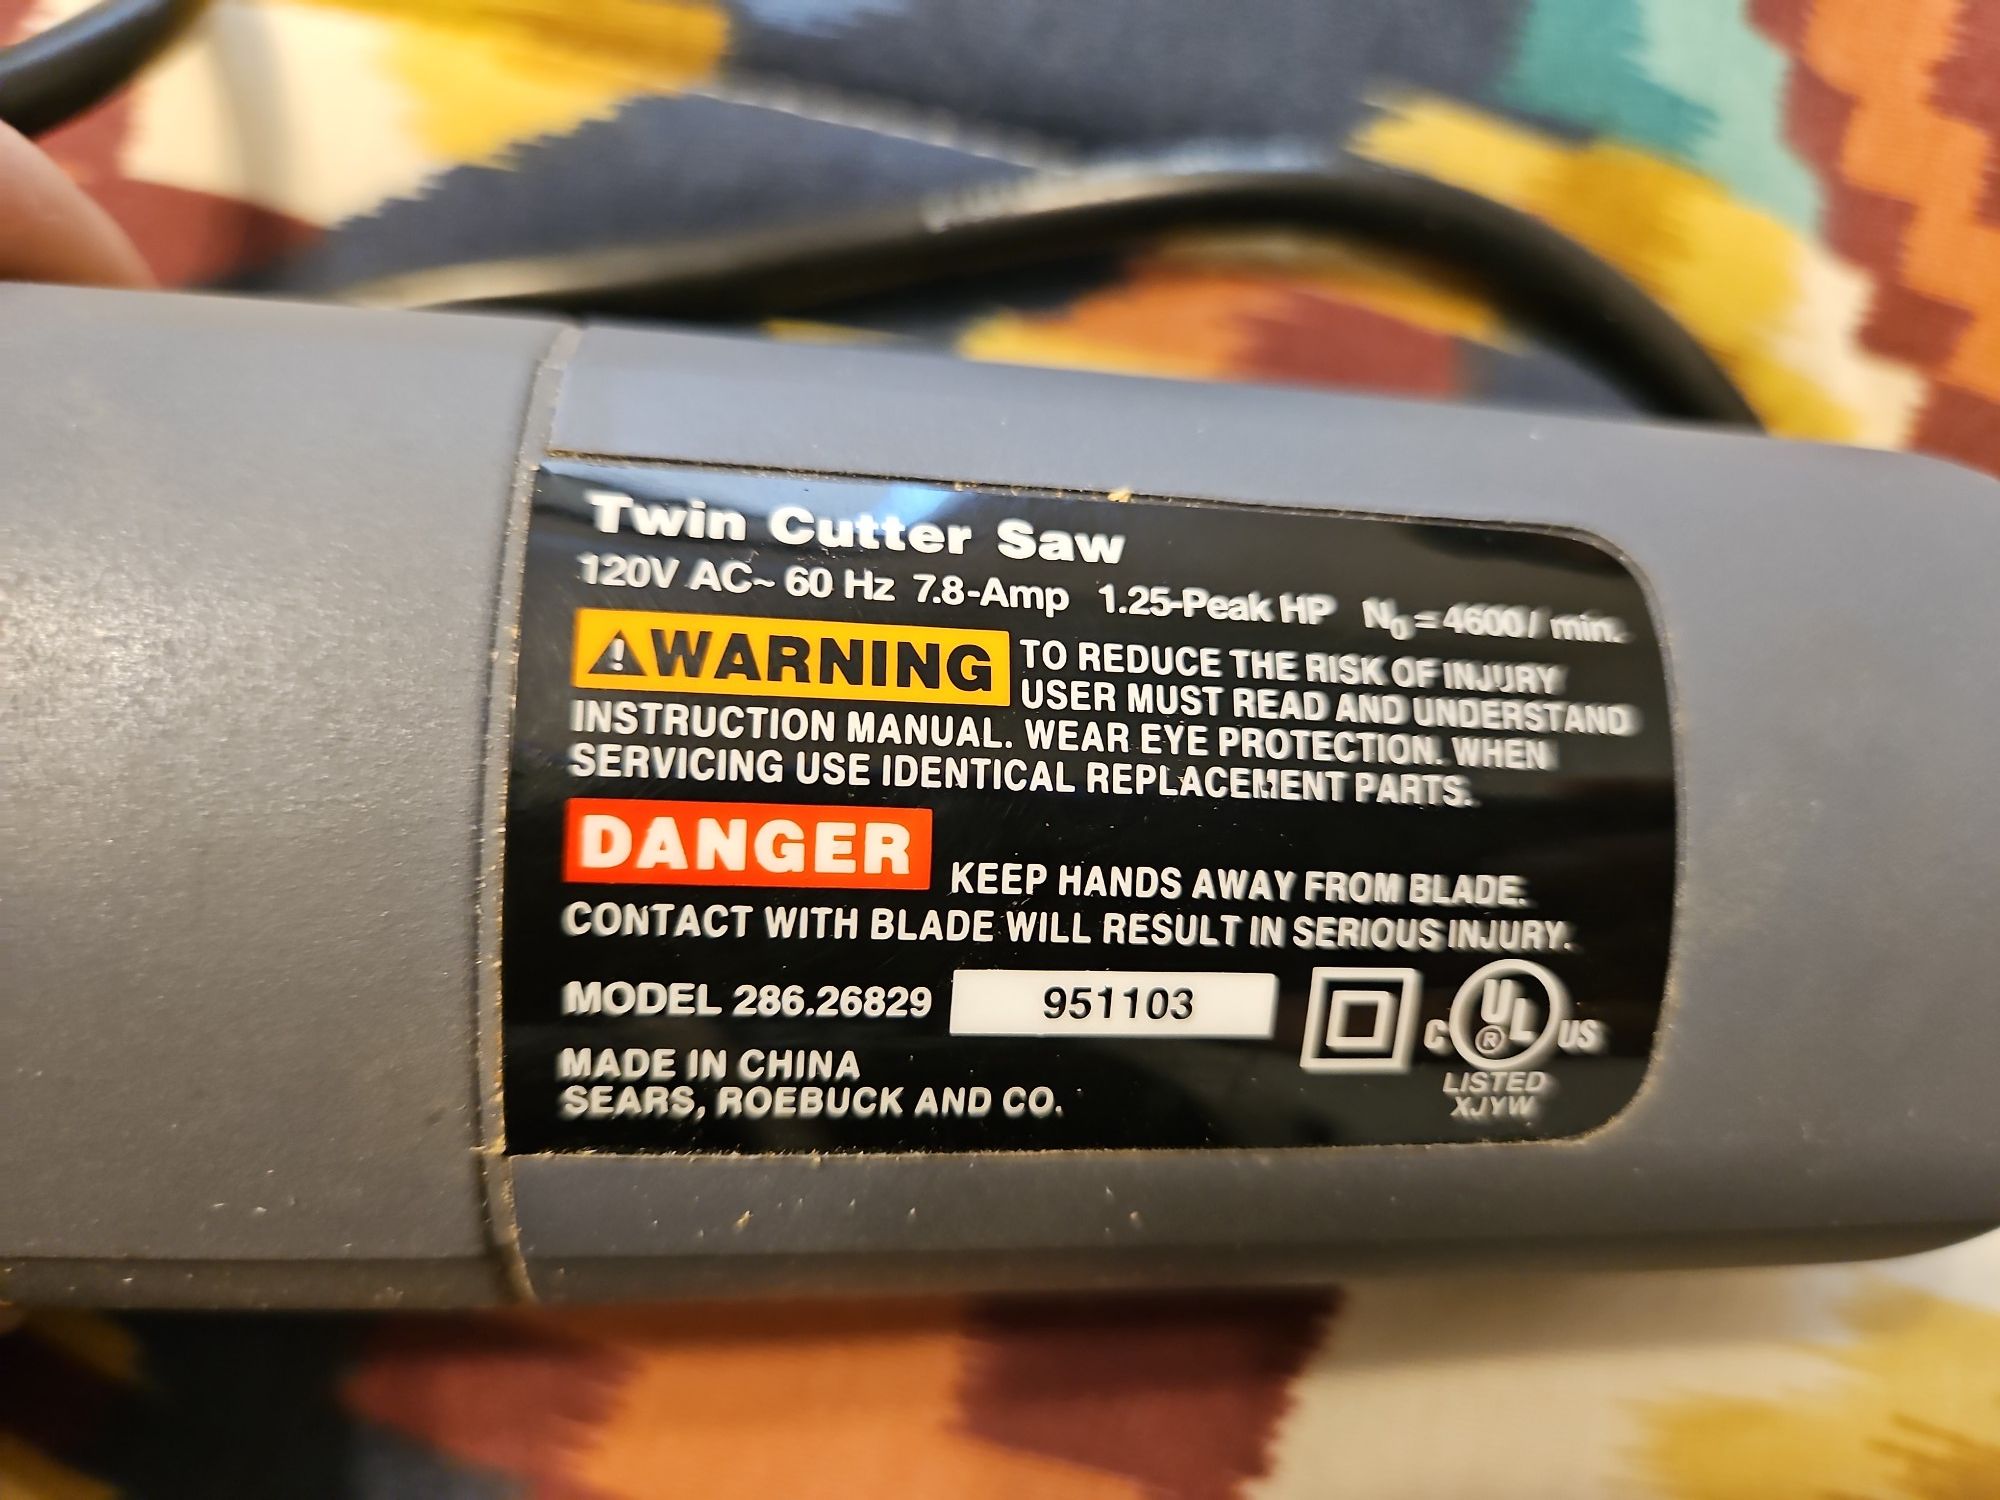 Twin Cutter Saw
120V AC~ 60 Hz 7.8-Amp 1.25-Peak HP N₀=4600/ min.
⚠WARNING TO REDUCE THE RISK OF INJURY
USER MUST READ AND UNDERSTAND
INSTRUCTION MANUAL. WEAR EYE PROTECTION. WHEN
SERVICING USE IDENTICAL REPLACEMENT PARTS.
DANGER KEEP HANDS AWAY FROM BLADE.
CONTACT WITH BLADE WILL RESULT IN SERIOUS INJURY.
MODEL 286.26829 951103
C UL® US
LISTED
XJYW
MADE IN CHINA
SEARS, ROEBUCK AND CO.